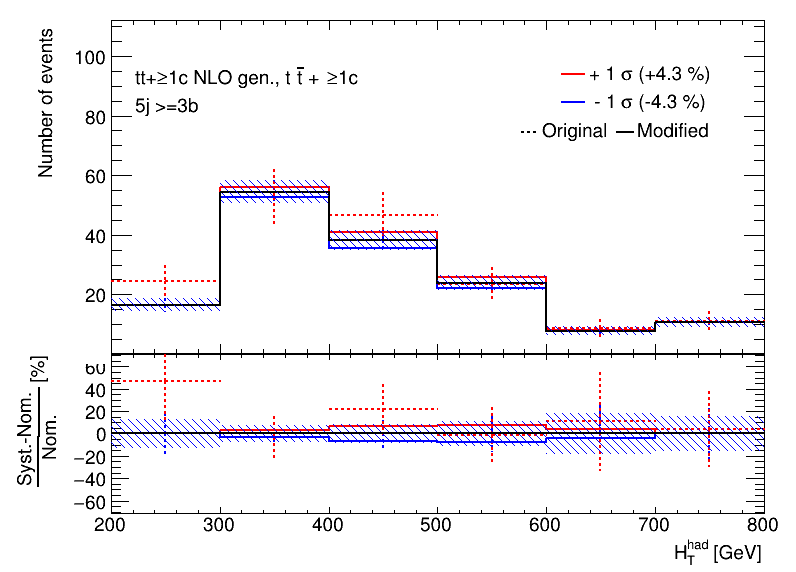 Number of events
100
80
60
40
20
tt+≥1c NLO gen., t t̄ + ≥1c
5j >=3b
+ 1 σ (+4.3 %)
- 1 σ (-4.3 %)
Original
Modified
Syst.-Nom.
Nom.
[%]
60
40
20
0
−20
−40
−60
200 300 400 500 600 700 800
H_T^had [GeV]